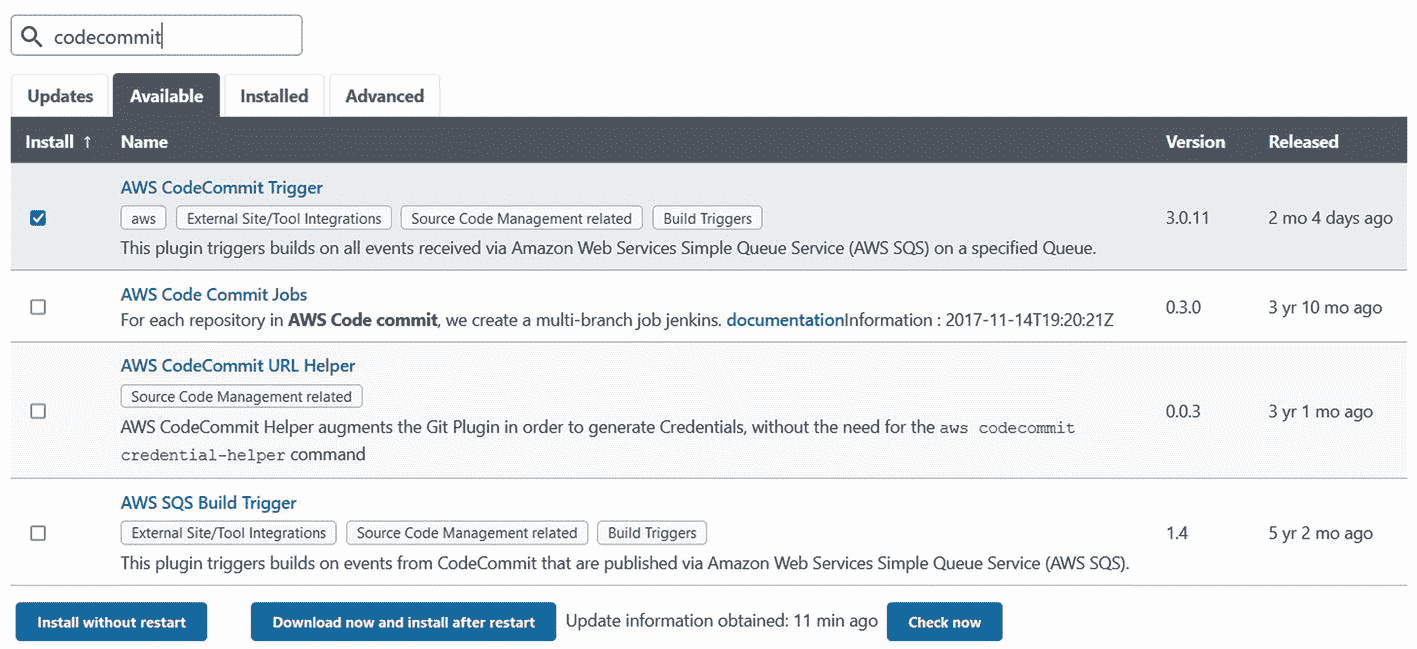 codecommit
Updates Available Installed Advanced
Install ↑ Name Version Released
AWS CodeCommit Trigger
aws External Site/Tool Integrations Source Code Management related Build Triggers 3.0.11 2 mo 4 days ago
This plugin triggers builds on all events received via Amazon Web Services Simple Queue Service (AWS SQS) on a specified Queue.
AWS Code Commit Jobs
0.3.0 3 yr 10 mo ago
For each repository in AWS Code commit, we create a multi-branch job jenkins. documentationInformation : 2017-11-14T19:20:21Z
AWS CodeCommit URL Helper
Source Code Management related
0.0.3 3 yr 1 mo ago
AWS CodeCommit Helper augments the Git Plugin in order to generate Credentials, without the need for the aws codecommit
credential-helper command
AWS SQS Build Trigger
External Site/Tool Integrations Source Code Management related Build Triggers 1.4 5 yr 2 mo ago
This plugin triggers builds on events from CodeCommit that are published via Amazon Web Services Simple Queue Service (AWS SQS).
Install without restart Download now and install after restart Update information obtained: 11 min ago Check now